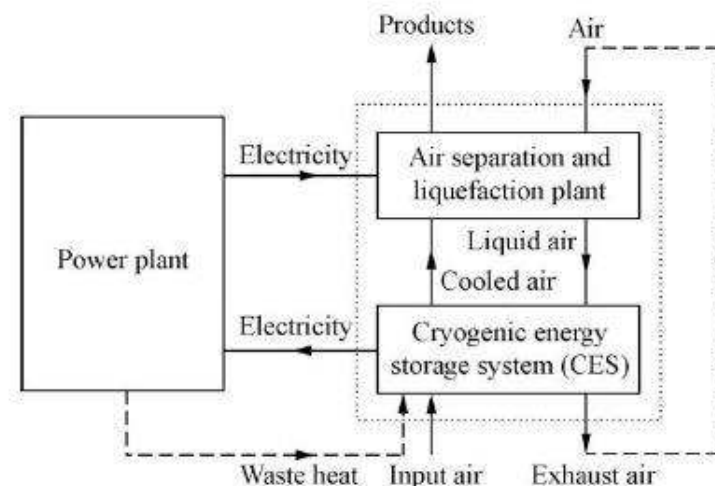 Products
Air
Electricity
Air separation and
liquefaction plant
Power plant
Liquid air
Cooled air
Electricity
Cryogenic energy
storage system (CES)
Waste heat
Input air
Exhaust air